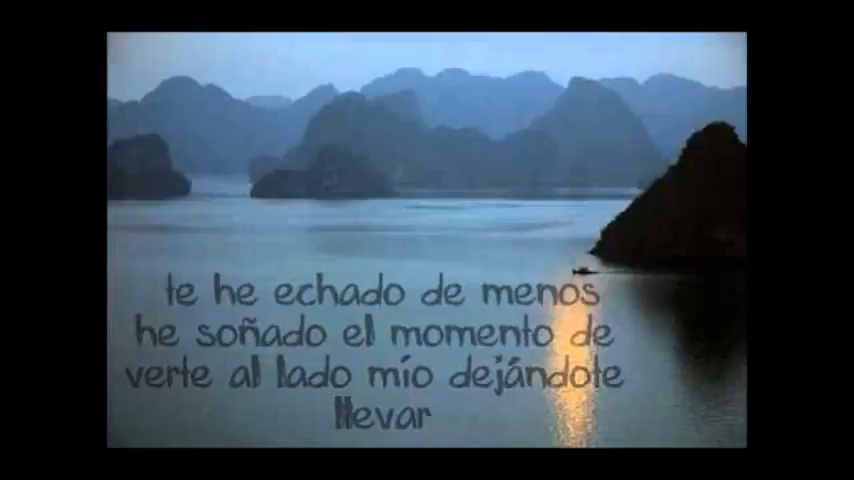 te he echado de menos
he soñado el momento de
verte al lado mío dejándote
llevar